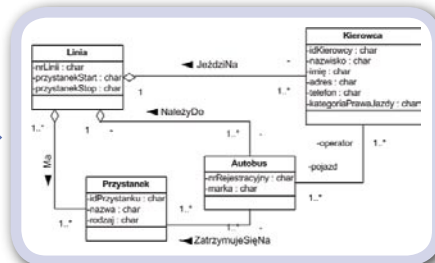 Linia
-nrLinii : char
-przystanekStart : char
-przystanekStop : char
Kierowca
-idKierowcy : char
-nazwisko : char
-imię : char
-adres : char
-telefon : char
-kategoriaPrawaJazdy : char
JeździNa
-
1
1..*
NależyDo
1..*
1
-
-operator
1..*
Ma
Autobus
-nrRejestracyjny : char
-marka : char
1..*
-
-pojazd
1..*
Przystanek
-idPrzystanku : char
-nazwa : char
-rodzaj : char
1..*
1..*
-
1..*
-
ZatrzymujeSięNa